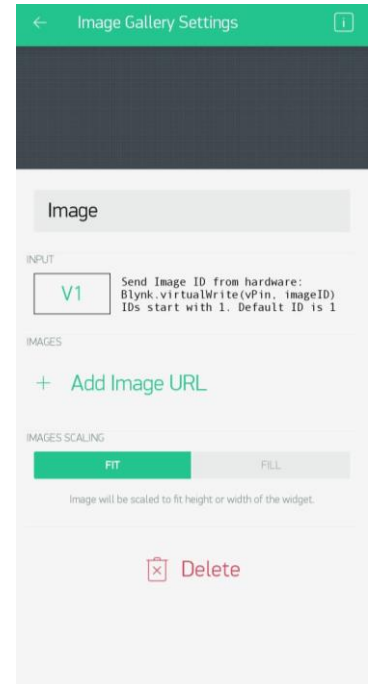 Image Gallery Settings
i
Image
INPUT
V1
Send Image ID from hardware:
Blynk.virtualWrite(vPin, imageID)
IDs start with 1. Default ID is 1
IMAGES
+ Add Image URL
IMAGES SCALING
FIT
FILL
Image will be scaled to fit height or width of the widget.
Delete